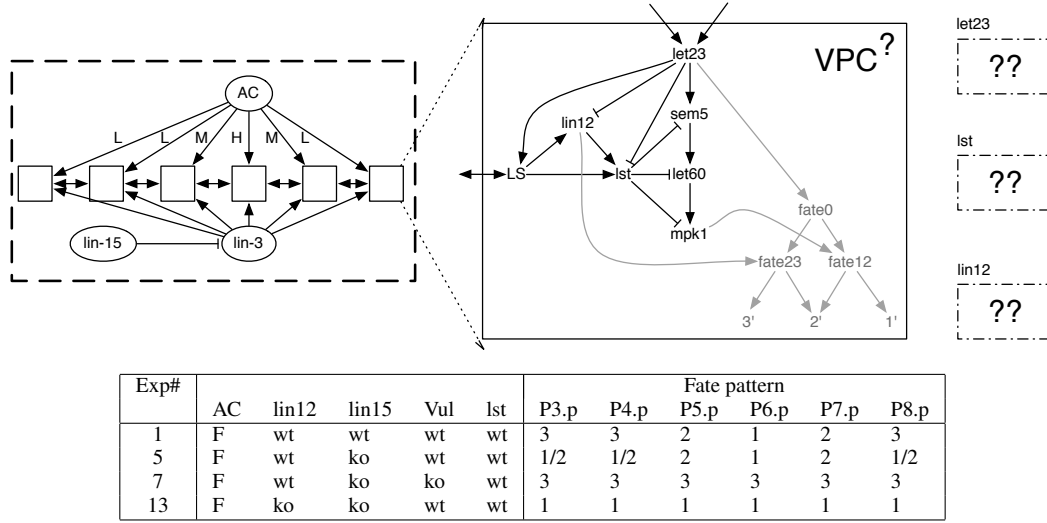 AC
L L M H M L
lin-15
lin-3
VPC?
let23
sem5
lin12
LS
lst
let60
mpk1
fate0
fate23
fate12
3'
2'
1'
let23
??
lst
??
lin12
??
Exp# Fate pattern
AC lin12 lin15 Vul lst P3.p P4.p P5.p P6.p P7.p P8.p
1 F wt wt wt wt 3 3 2 1 2 3
5 F wt ko wt wt 1/2 1/2 2 1 2 1/2
7 F wt ko ko wt 3 3 3 3 3 3
13 F ko ko wt wt 1 1 1 1 1 1